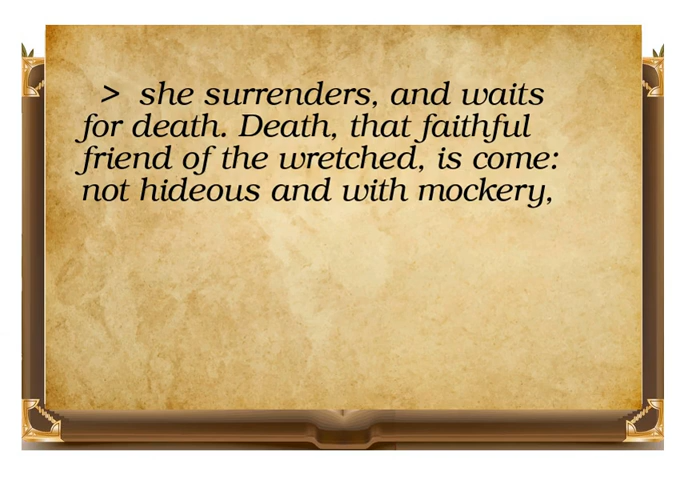 > she surrenders, and waits
for death. Death, that faithful
friend of the wretched, is come:
not hideous and with mockery,